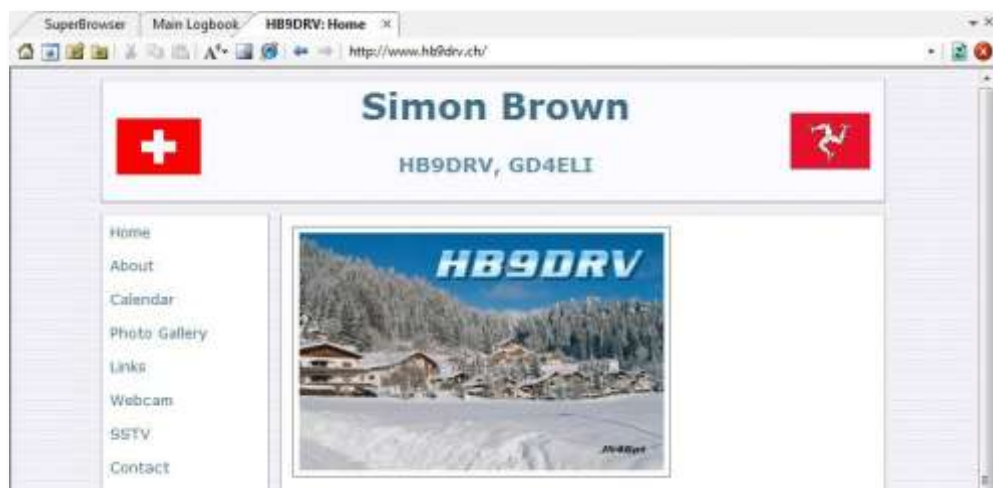 SuperBrowser Main Logbook HB9DRV: Home
http://www.hb9drv.ch/
Simon Brown
HB9DRV, GD4ELI
Home
About
Calendar
Photo Gallery
Links
Webcam
SSTV
Contact
HB9DRV